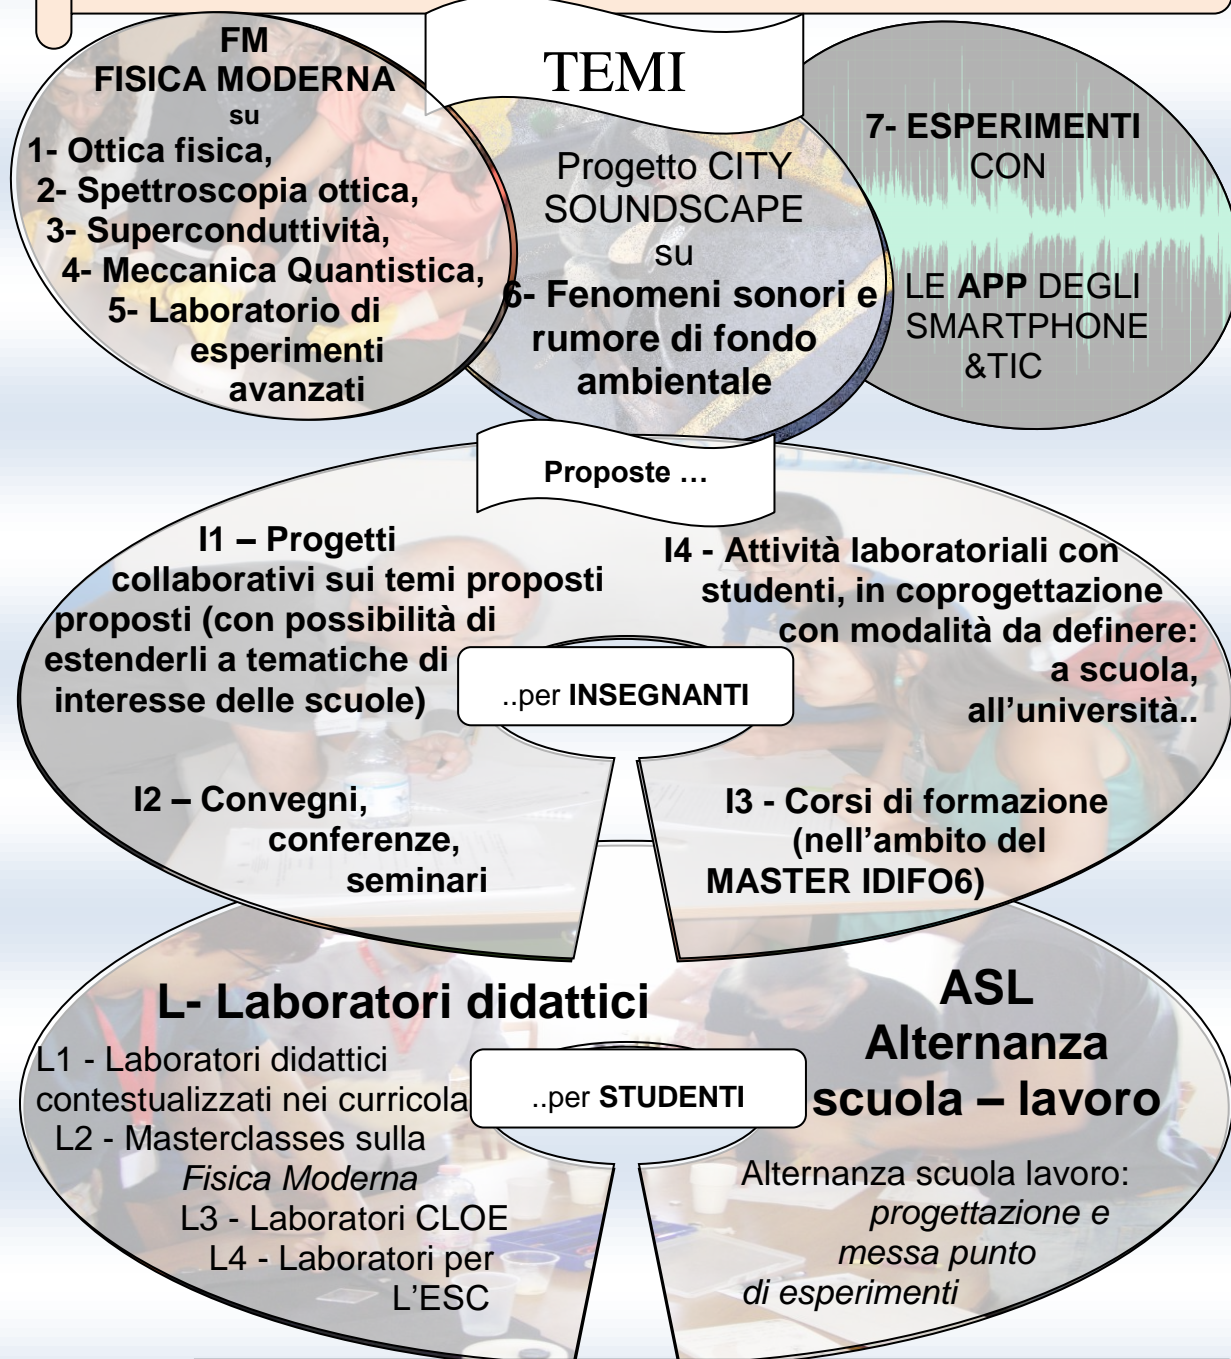 TEMI
FM
FISICA MODERNA
su
1- Ottica fisica,
2- Spettroscopia ottica,
3- Superconduttività,
4- Meccanica Quantistica,
5- Laboratorio di
esperimenti
avanzati
Progetto CITY
SOUNDSCAPE
su
6- Fenomeni sonori e
rumore di fondo
ambientale
7- ESPERIMENTI
CON
LE APP DEGLI
SMARTPHONE
&TIC
Proposte …
..per INSEGNANTI
I1 – Progetti
collaborativi sui temi proposti
proposti (con possibilità di
estenderli a tematiche di
interesse delle scuole)
I2 – Convegni,
conferenze,
seminari
I4 - Attività laboratoriali con
studenti, in coprogettazione
con modalità da definere:
a scuola,
all’università..
I3 - Corsi di formazione
(nell’ambito del
MASTER IDIFO6)
..per STUDENTI
L- Laboratori didattici
L1 - Laboratori didattici
contestualizzati nei curricola
L2 - Masterclasses sulla
Fisica Moderna
L3 - Laboratori CLOE
L4 - Laboratori per
L’ESC
ASL
Alternanza
scuola – lavoro
Alternanza scuola lavoro:
progettazione e
messa punto
di esperimenti